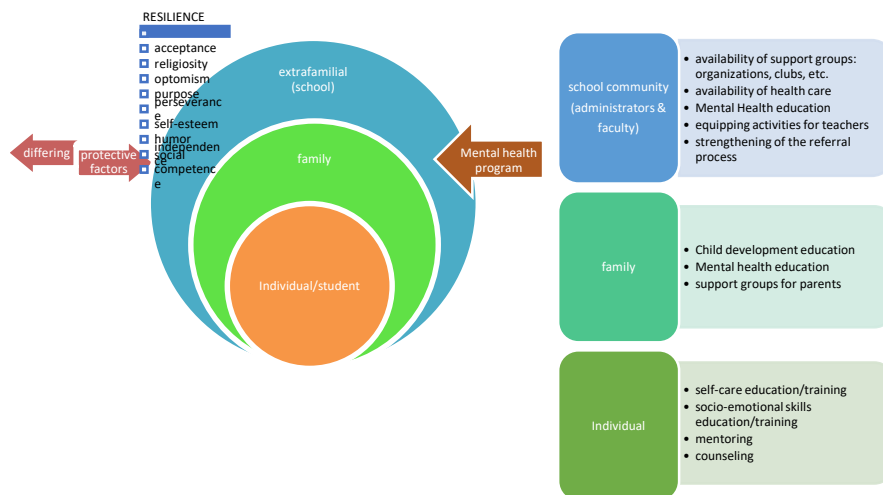 RESILIENCE
acceptance
religiosity
optomism
purpose
perseveranc
e
self-esteem
humor
independen
ce
social
competenc
e
differing
protective
factors
extrafamilial
(school)
family
Individual/student
Mental health
program
school community
(administrators &
faculty)
• availability of support groups:
organizations, clubs, etc.
• availability of health care
• Mental Health education
• equipping activities for teachers
• strengthening of the referral
process
family
• Child development education
• Mental health education
• support groups for parents
Individual
• self-care education/training
• socio-emotional skills
education/training
• mentoring
• counseling